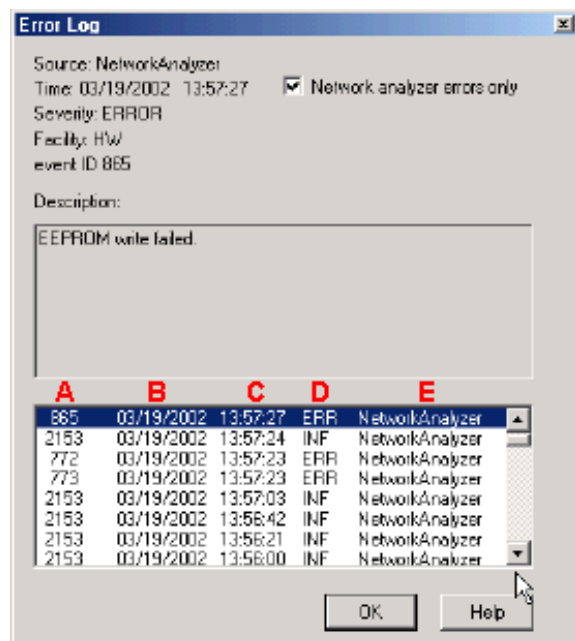 Error Log
Source: NetworkAnalyzer
Time: 03/19/2002 13:57:27
Network analyzer errors only
Severity: ERROR
Facility: HW
event ID 865
Description:
EEPROM write failed.
A B C D E
865 03/19/2002 13:57:27 ERR NetworkAnalyzer
2153 03/19/2002 13:57:24 INF NetworkAnalyzer
772 03/19/2002 13:57:23 ERR NetworkAnalyzer
773 03/19/2002 13:57:23 ERR NetworkAnalyzer
2153 03/19/2002 13:57:03 INF NetworkAnalyzer
2153 03/19/2002 13:56:42 INF NetworkAnalyzer
2153 03/19/2002 13:56:21 INF NetworkAnalyzer
2153 03/19/2002 13:56:00 INF NetworkAnalyzer
OK Help